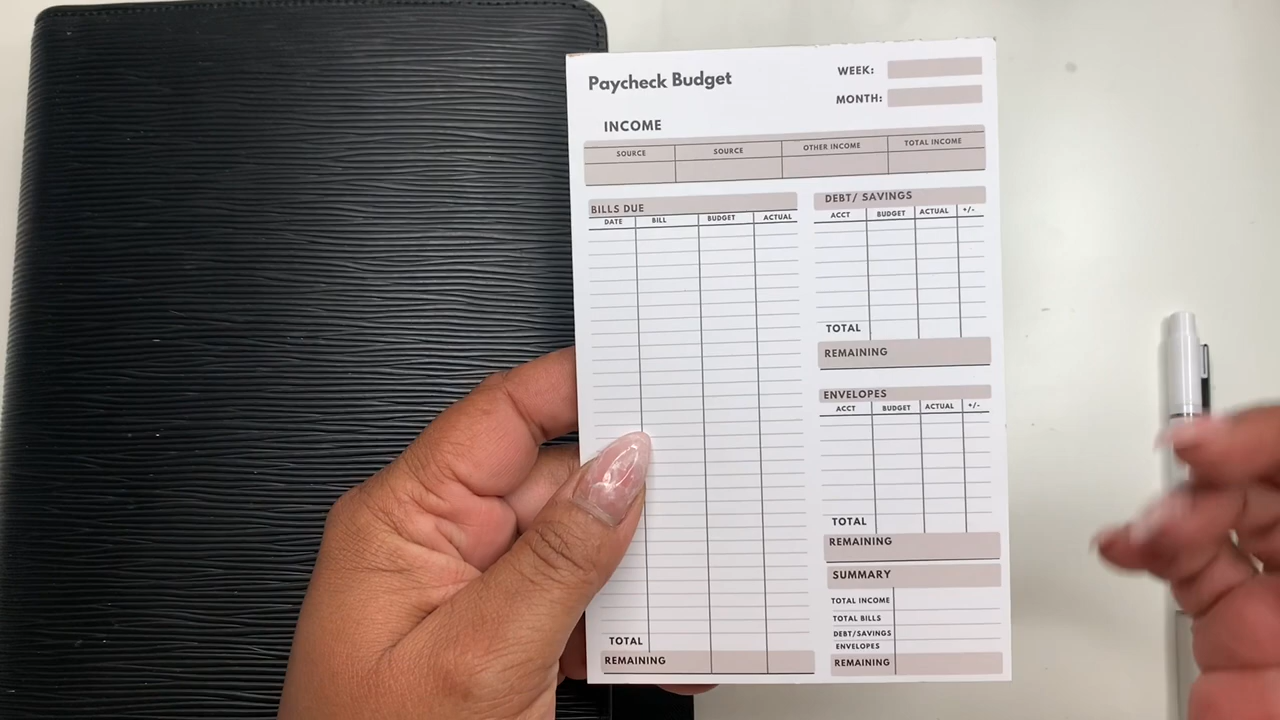 Paycheck Budget
WEEK:
MONTH:
INCOME
SOURCE SOURCE OTHER INCOME TOTAL INCOME
BILLS DUE
DATE BILL BUDGET ACTUAL
TOTAL
REMAINING
DEBT/ SAVINGS
ACCT BUDGET ACTUAL +/-
TOTAL
REMAINING
ENVELOPES
ACCT BUDGET ACTUAL +/-
TOTAL
REMAINING
SUMMARY
TOTAL INCOME
TOTAL BILLS
DEBT/SAVINGS
ENVELOPES
REMAINING